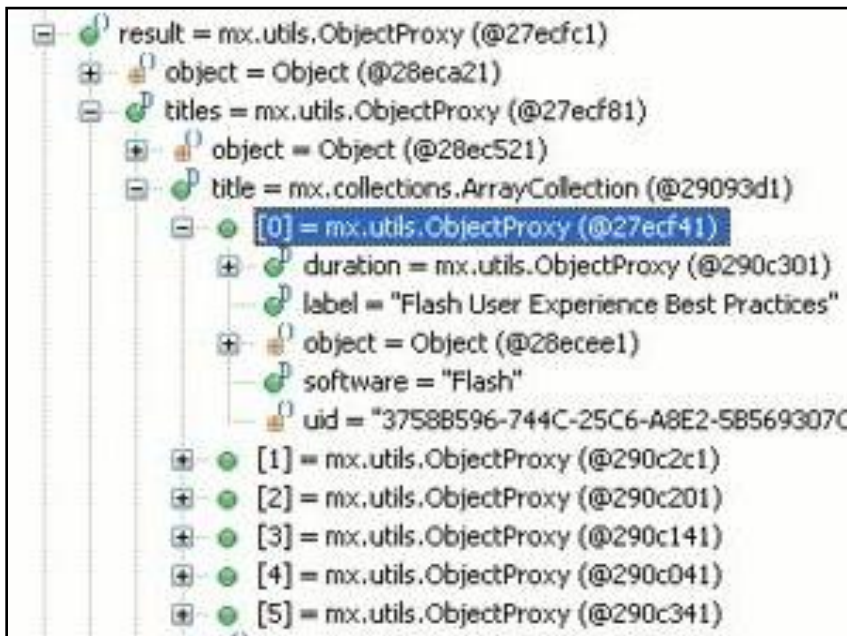 result = mx.utils.ObjectProxy (@27ecfc1)
object = Object (@28eca21)
titles = mx.utils.ObjectProxy (@27ecf81)
object = Object (@28ec521)
title = mx.collections.ArrayCollection (@29093d1)
[0] = mx.utils.ObjectProxy (@27ecf41)
duration = mx.utils.ObjectProxy (@290c301)
label = "Flash User Experience Best Practices"
object = Object (@28ecee1)
software = "Flash"
uid = "3758B596-744C-25C6-A8E2-5B569307C
[1] = mx.utils.ObjectProxy (@290c2c1)
[2] = mx.utils.ObjectProxy (@290c201)
[3] = mx.utils.ObjectProxy (@290c141)
[4] = mx.utils.ObjectProxy (@290c041)
[5] = mx.utils.ObjectProxy (@290c341)